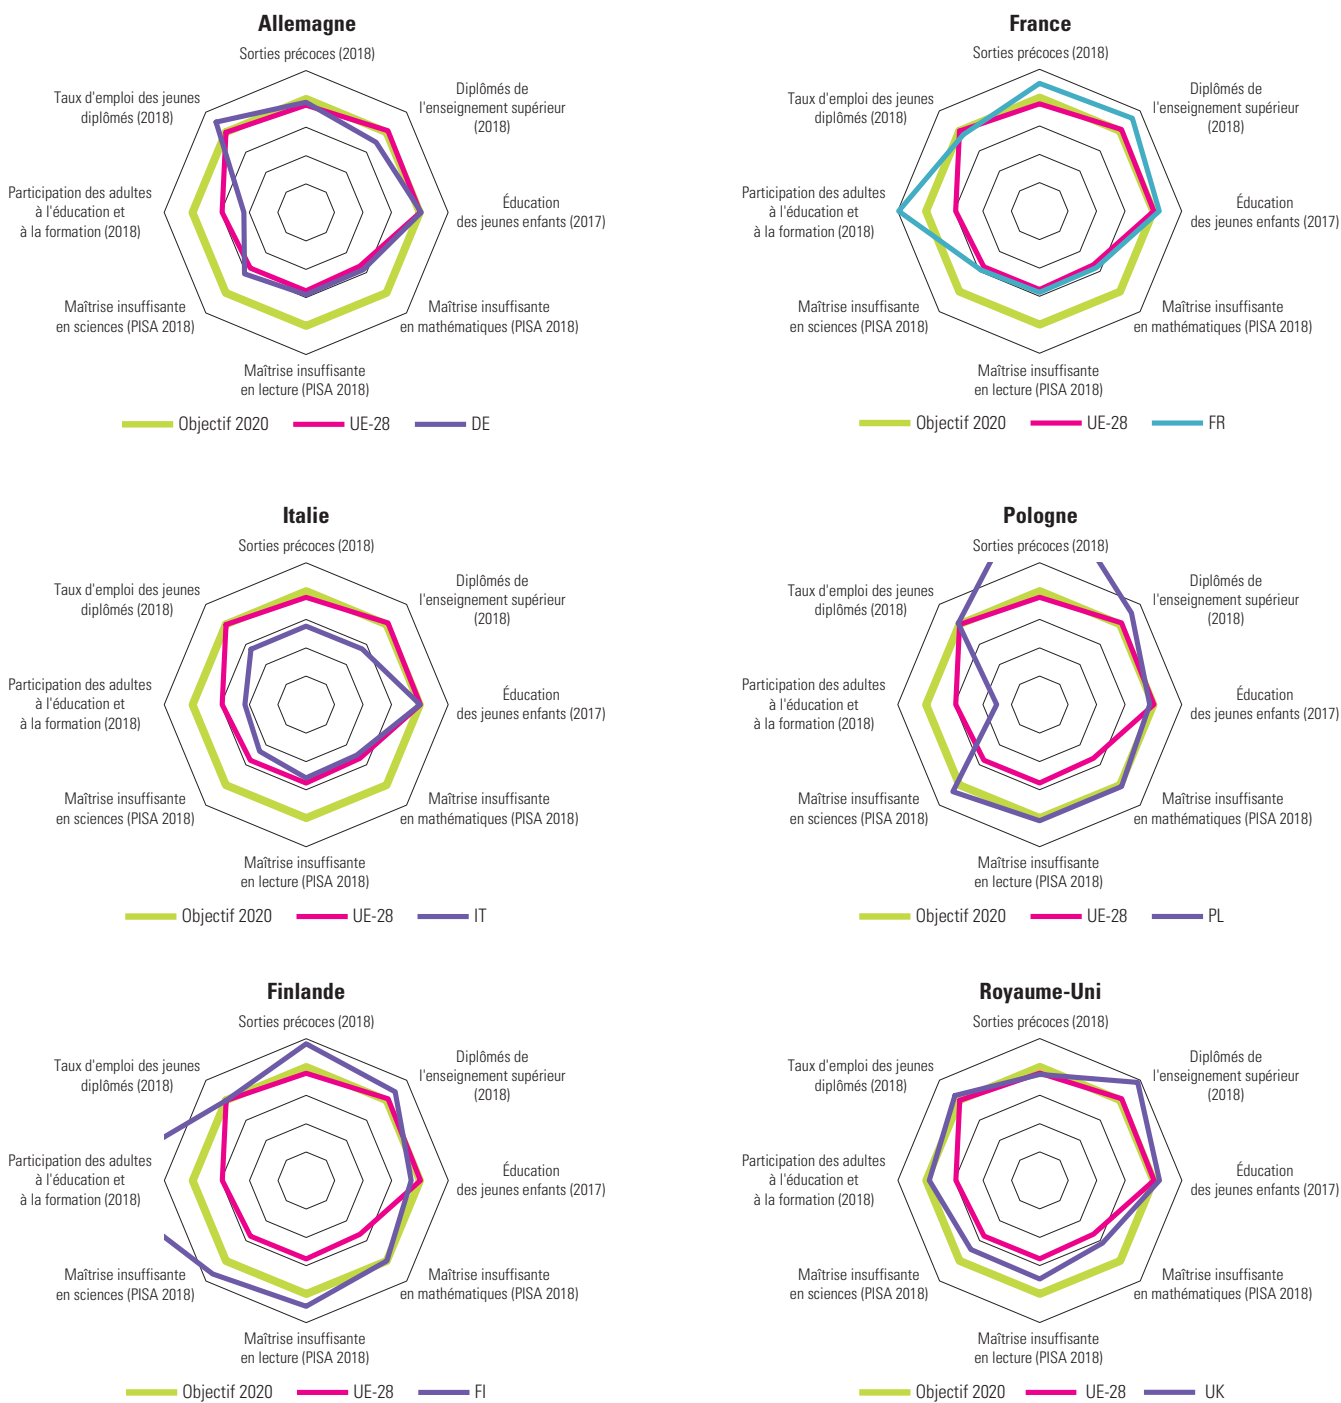 Allemagne
Sorties précoces (2018)
Diplômés de
l'enseignement supérieur
(2018)
Éducation
des jeunes enfants (2017)
Maîtrise insuffisante
en mathématiques (PISA 2018)
Maîtrise insuffisante
en lecture (PISA 2018)
Maîtrise insuffisante
en sciences (PISA 2018)
Participation des adultes
à l'éducation et
à la formation (2018)
Taux d'emploi des jeunes
diplômés (2018)
Objectif 2020 UE-28 DE
France
Sorties précoces (2018)
Diplômés de
l'enseignement supérieur
(2018)
Éducation
des jeunes enfants (2017)
Maîtrise insuffisante
en mathématiques (PISA 2018)
Maîtrise insuffisante
en lecture (PISA 2018)
Maîtrise insuffisante
en sciences (PISA 2018)
Participation des adultes
à l'éducation et
à la formation (2018)
Taux d'emploi des jeunes
diplômés (2018)
Objectif 2020 UE-28 FR
Italie
Sorties précoces (2018)
Diplômés de
l'enseignement supérieur
(2018)
Éducation
des jeunes enfants (2017)
Maîtrise insuffisante
en mathématiques (PISA 2018)
Maîtrise insuffisante
en lecture (PISA 2018)
Maîtrise insuffisante
en sciences (PISA 2018)
Participation des adultes
à l'éducation et
à la formation (2018)
Taux d'emploi des jeunes
diplômés (2018)
Objectif 2020 UE-28 IT
Pologne
Sorties précoces (2018)
Diplômés de
l'enseignement supérieur
(2018)
Éducation
des jeunes enfants (2017)
Maîtrise insuffisante
en mathématiques (PISA 2018)
Maîtrise insuffisante
en lecture (PISA 2018)
Maîtrise insuffisante
en sciences (PISA 2018)
Participation des adultes
à l'éducation et
à la formation (2018)
Taux d'emploi des jeunes
diplômés (2018)
Objectif 2020 UE-28 PL
Finlande
Sorties précoces (2018)
Diplômés de
l'enseignement supérieur
(2018)
Éducation
des jeunes enfants (2017)
Maîtrise insuffisante
en mathématiques (PISA 2018)
Maîtrise insuffisante
en lecture (PISA 2018)
Maîtrise insuffisante
en sciences (PISA 2018)
Participation des adultes
à l'éducation et
à la formation (2018)
Taux d'emploi des jeunes
diplômés (2018)
Objectif 2020 UE-28 FI
Royaume-Uni
Sorties précoces (2018)
Diplômés de
l'enseignement supérieur
(2018)
Éducation
des jeunes enfants (2017)
Maîtrise insuffisante
en mathématiques (PISA 2018)
Maîtrise insuffisante
en lecture (PISA 2018)
Maîtrise insuffisante
en sciences (PISA 2018)
Participation des adultes
à l'éducation et
à la formation (2018)
Taux d'emploi des jeunes
diplômés (2018)
Objectif 2020 UE-28 UK